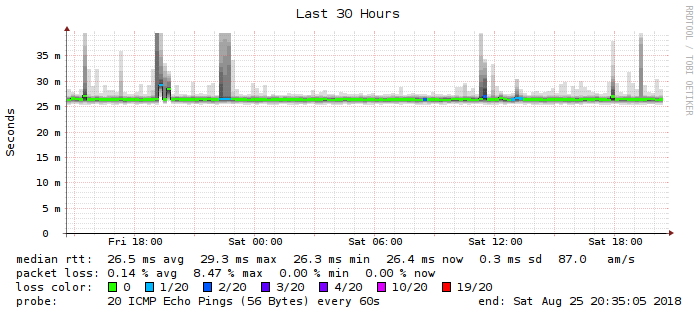 Last 30 Hours
RRDTOOL / TOBI OETIKER
Seconds
35 m
30 m
25 m
20 m
15 m
10 m
5 m
0
Fri 18:00 Sat 00:00 Sat 06:00 Sat 12:00 Sat 18:00
median rtt: 26.5 ms avg 29.3 ms max 26.3 ms min 26.4 ms now 0.3 ms sd 87.0 am/s
packet loss: 0.14 % avg 8.47 % max 0.00 % min 0.00 % now
loss color: 0 1/20 2/20 3/20 4/20 10/20 19/20
probe: 20 ICMP Echo Pings (56 Bytes) every 60s end: Sat Aug 25 20:35:05 2018